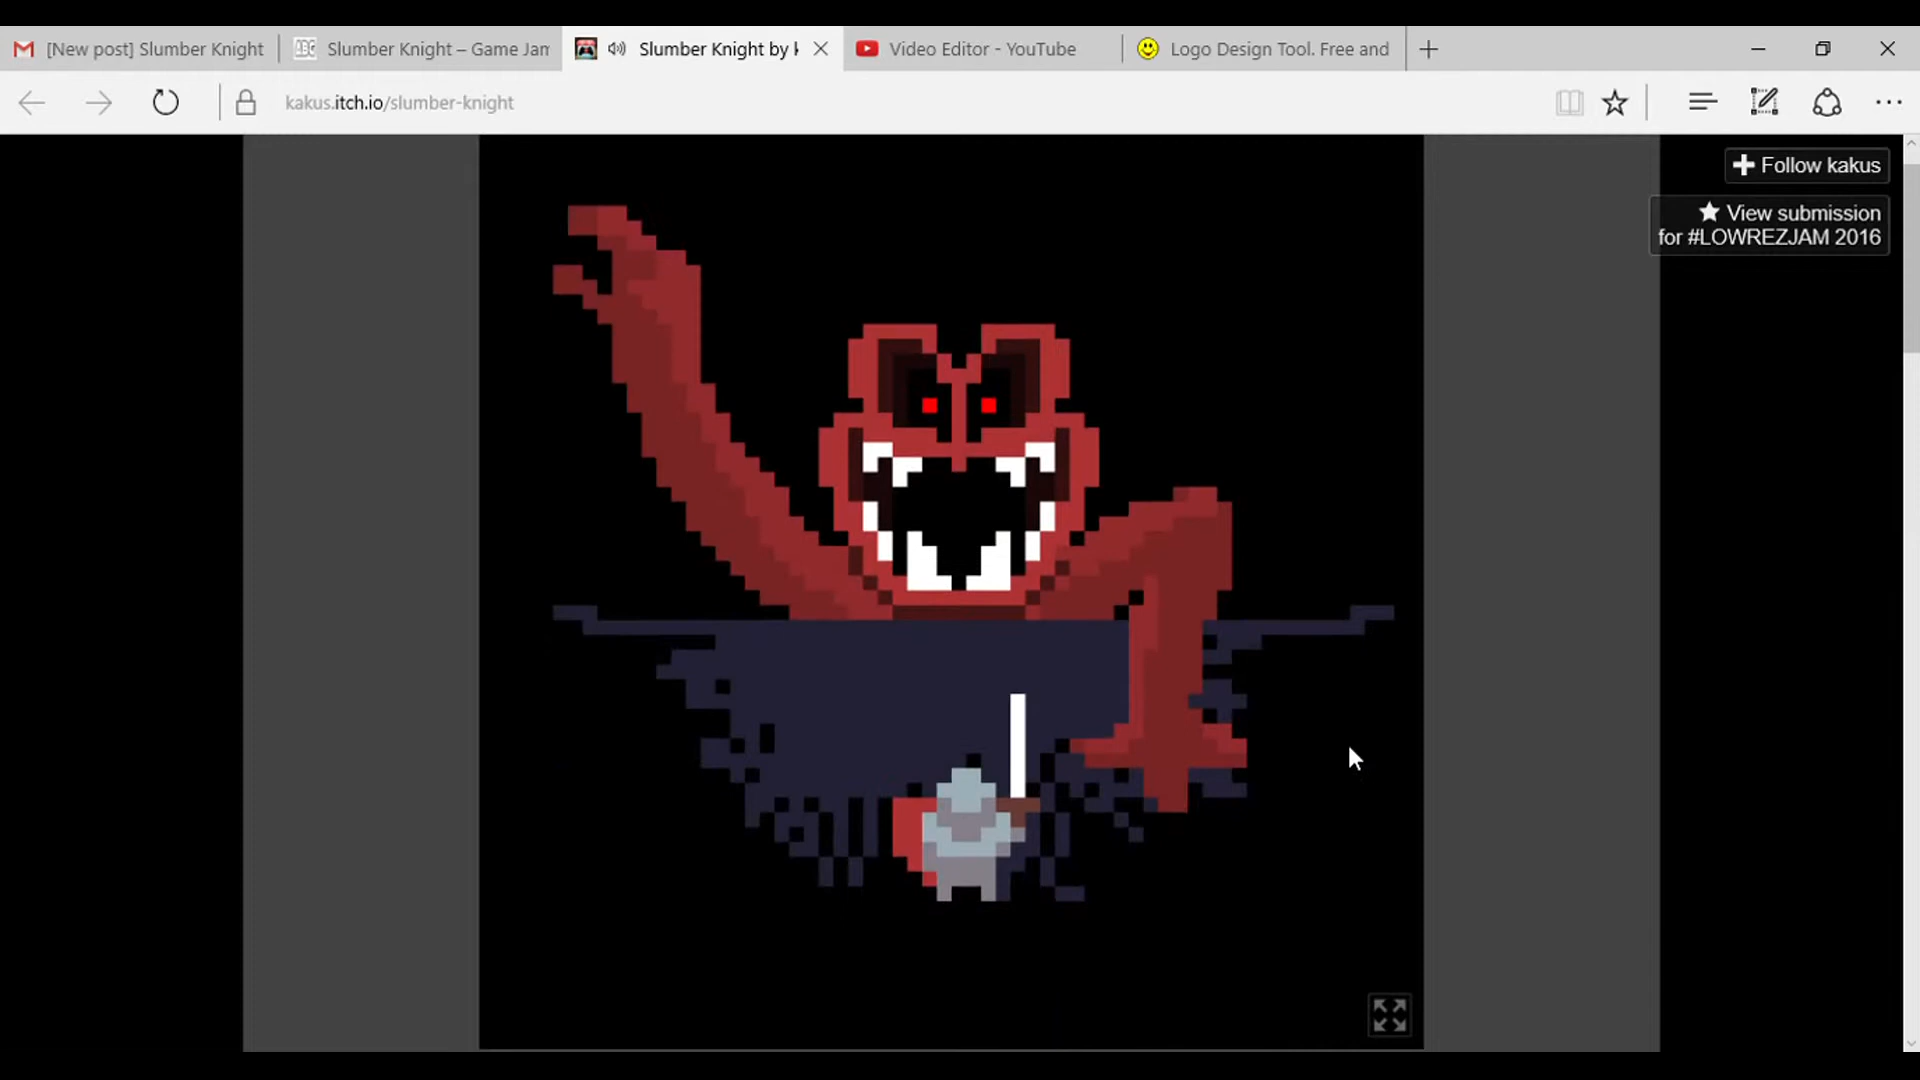 [New post] Slumber Knight
Slumber Knight – Game Jam
Slumber Knight by k
Video Editor - YouTube
Logo Design Tool. Free and
kakus.itch.io/slumber-knight
Follow kakus
View submission
for #LOWREZJAM 2016